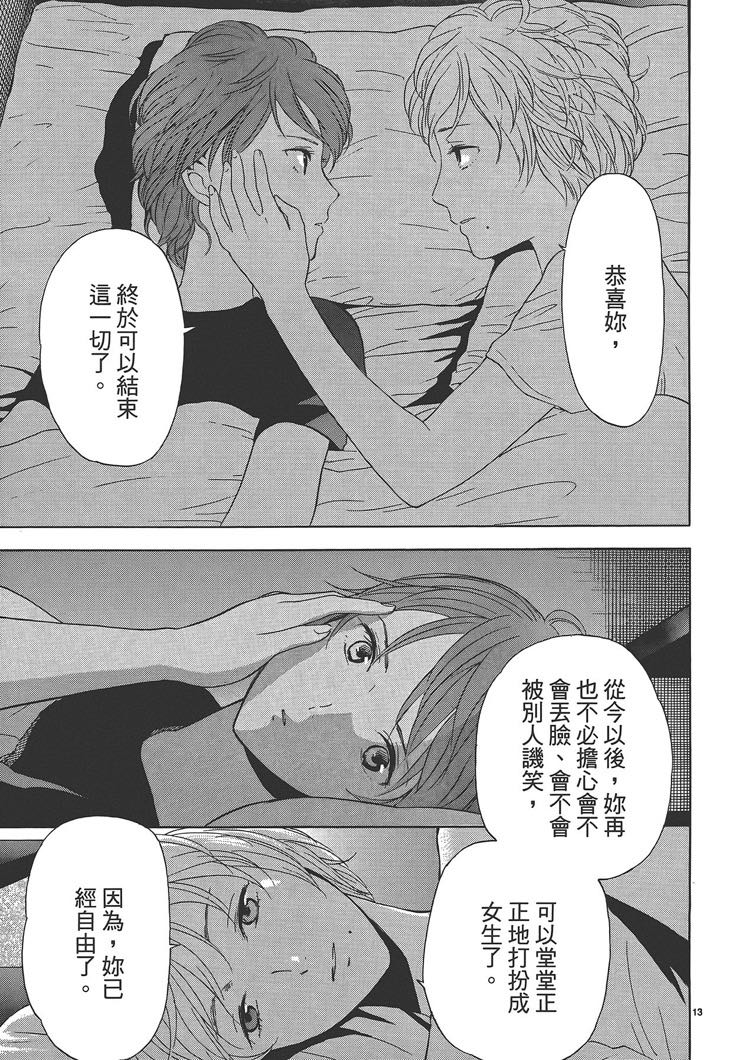 恭喜妳，
終於可以結束
這一切了。
從今以後，妳再
也不必擔心會不
會丟臉、會不會
被別人譏笑，
可以堂堂正
正地打扮成
女生了。
因為，妳已
經自由了。
13